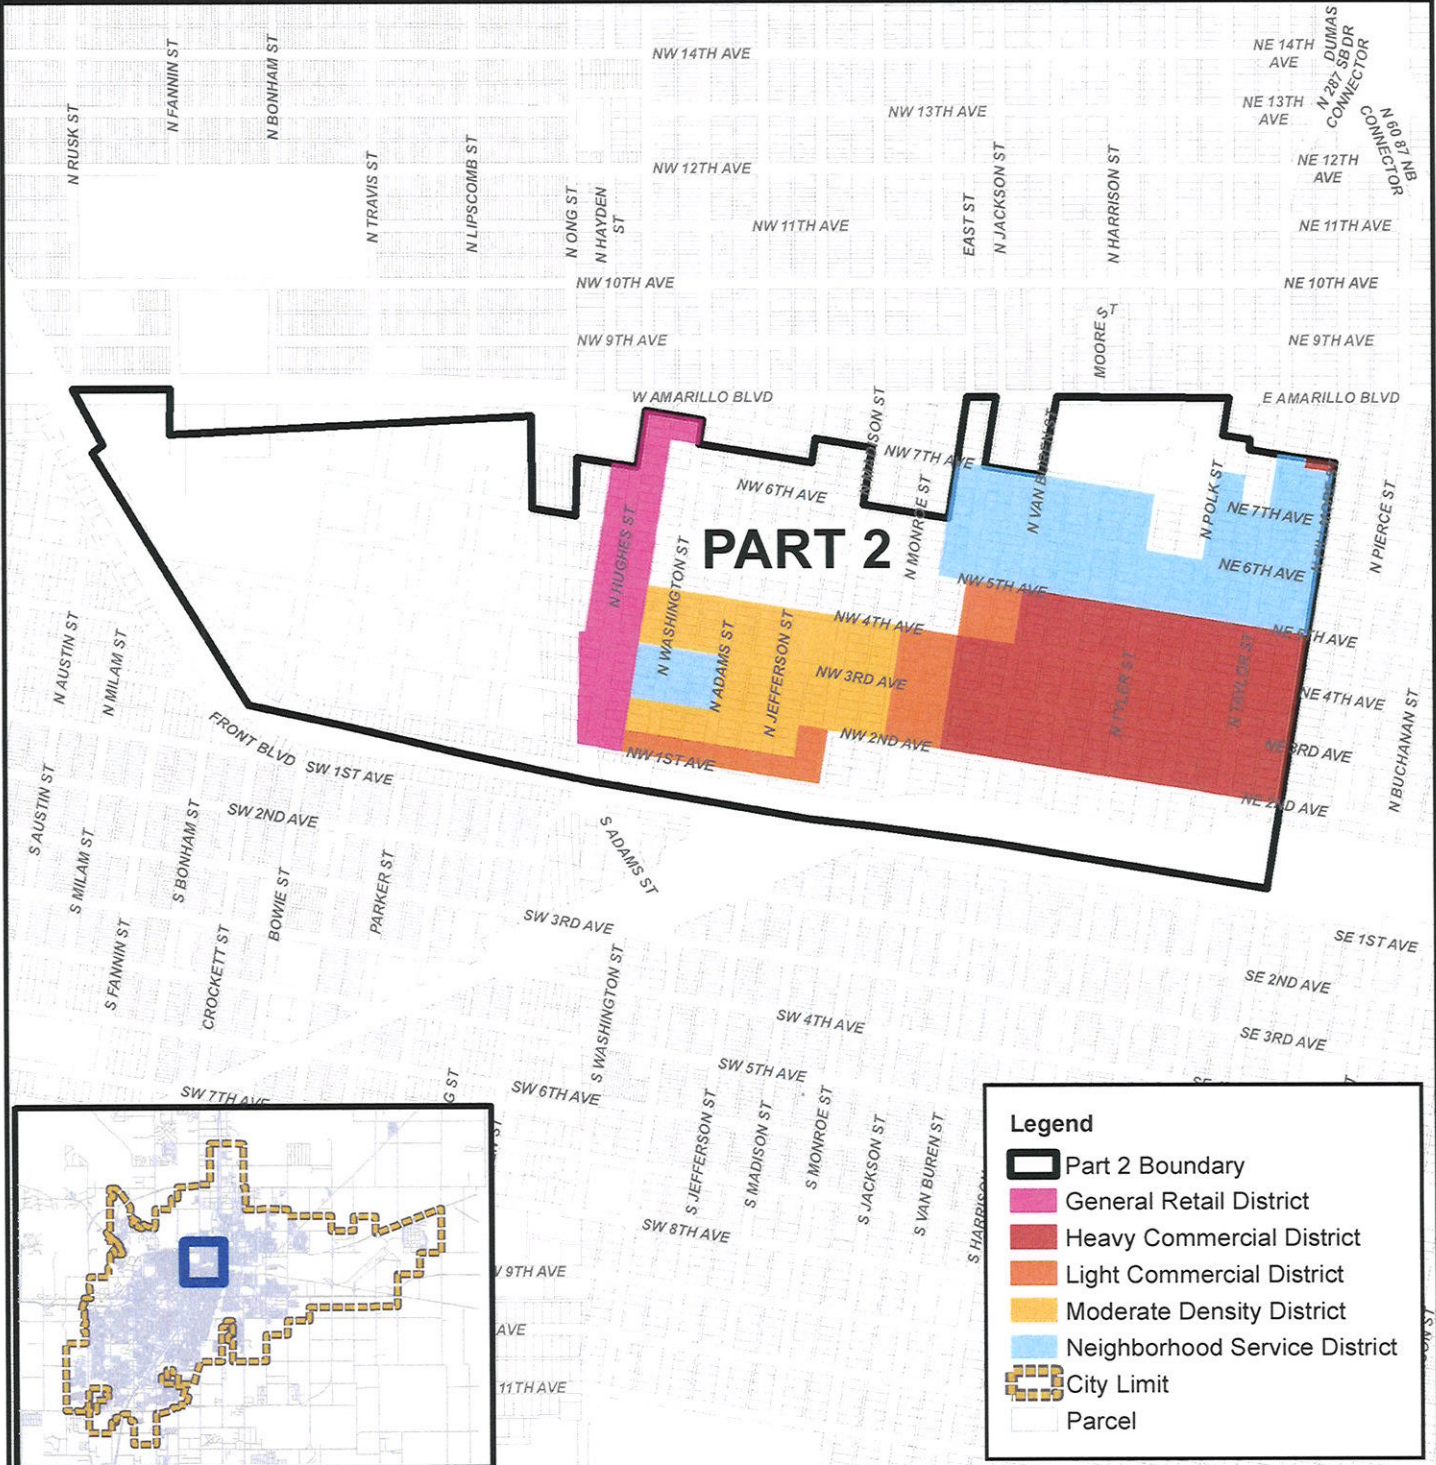 NW 14TH AVE
NE 14TH
AVE
DUMAS
DR
N 287 SB
CONNECTOR
N RUSK ST
N FANNIN ST
N BONHAM ST
NW 13TH AVE
NE 13TH
AVE
N 60 87 NB
CONNECTOR
N TRAVIS ST
N LIPSCOMB ST
NW 12TH AVE
NE 12TH
AVE
N ONG ST
N HAYDEN
ST
NW 11TH AVE
EAST ST
N JACKSON ST
N HARRISON ST
NE 11TH AVE
NW 10TH AVE
NE 10TH AVE
NW 9TH AVE
MOORE ST
NE 9TH AVE
W AMARILLO BLVD
E AMARILLO BLVD
NW 7TH AVE
N VAN BUREN ST
NW 6TH AVE
N MONROE ST
N POLK ST
NE 7TH AVE
N PIERCE ST
PART 2
N HUGHES ST
N WASHINGTON ST
NW 5TH AVE
NE 6TH AVE
NW 4TH AVE
NE 5TH AVE
N AUSTIN ST
N MILAM ST
N ADAMS ST
N JEFFERSON ST
NW 3RD AVE
N TYLER ST
N TAYLOR ST
NE 4TH AVE
NW 2ND AVE
NE 3RD AVE
N BUCHANAN ST
FRONT BLVD
SW 1ST AVE
NW 1ST AVE
NE 2ND AVE
S AUSTIN ST
SW 2ND AVE
S MILAM ST
S BONHAM ST
BOWIE ST
PARKER ST
S ADAMS ST
SW 3RD AVE
SE 1ST AVE
S FANNIN ST
CROCKETT ST
S WASHINGTON ST
SE 2ND AVE
SW 4TH AVE
SE 3RD AVE
SW 5TH AVE
SW 7TH AVE
G ST
SW 6TH AVE
S JEFFERSON ST
S MADISON ST
S MONROE ST
S JACKSON ST
S VAN BUREN ST
S HARRISON
SW 8TH AVE
9TH AVE
AVE
11TH AVE
Legend
Part 2 Boundary
General Retail District
Heavy Commercial District
Light Commercial District
Moderate Density District
Neighborhood Service District
City Limit
Parcel